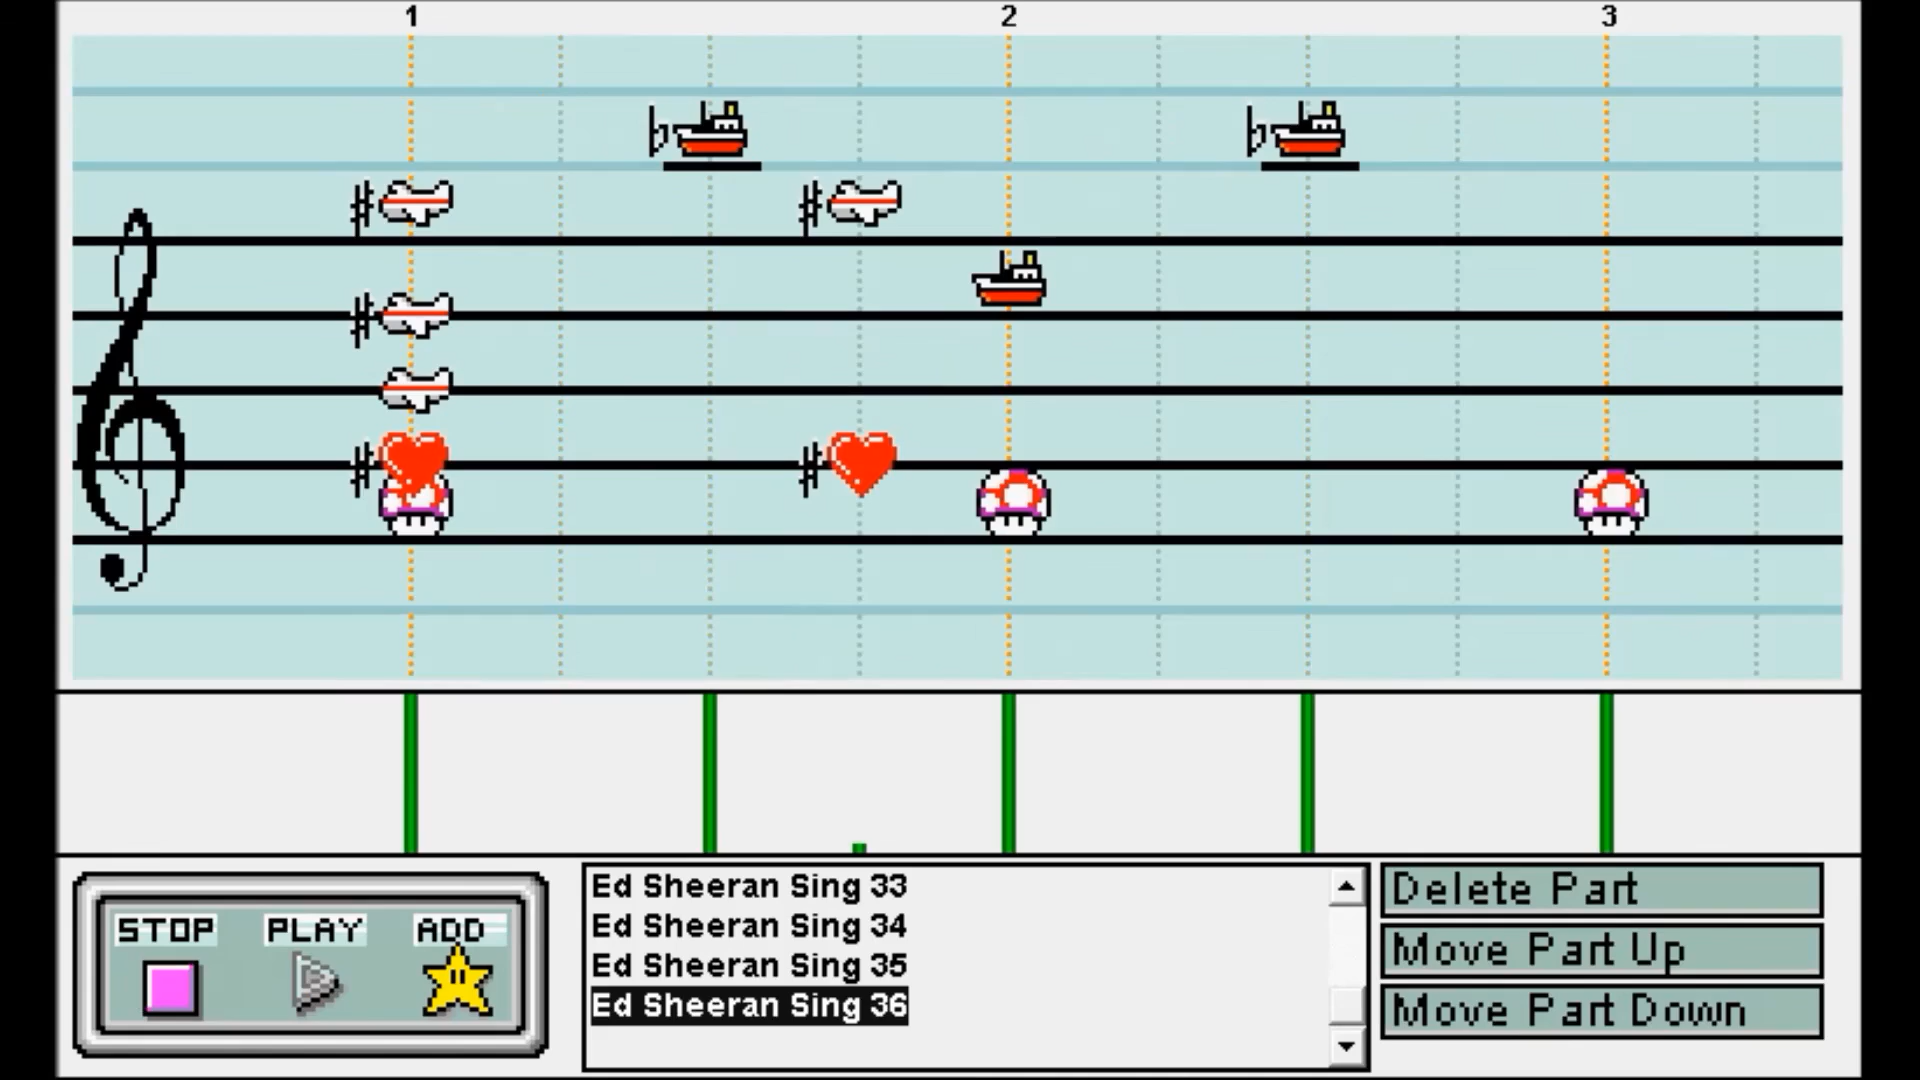 1 2 3
STOP PLAY ADD
Ed Sheeran Sing 33
Ed Sheeran Sing 34
Ed Sheeran Sing 35
Ed Sheeran Sing 36
Delete Part
Move Part Up
Move Part Down